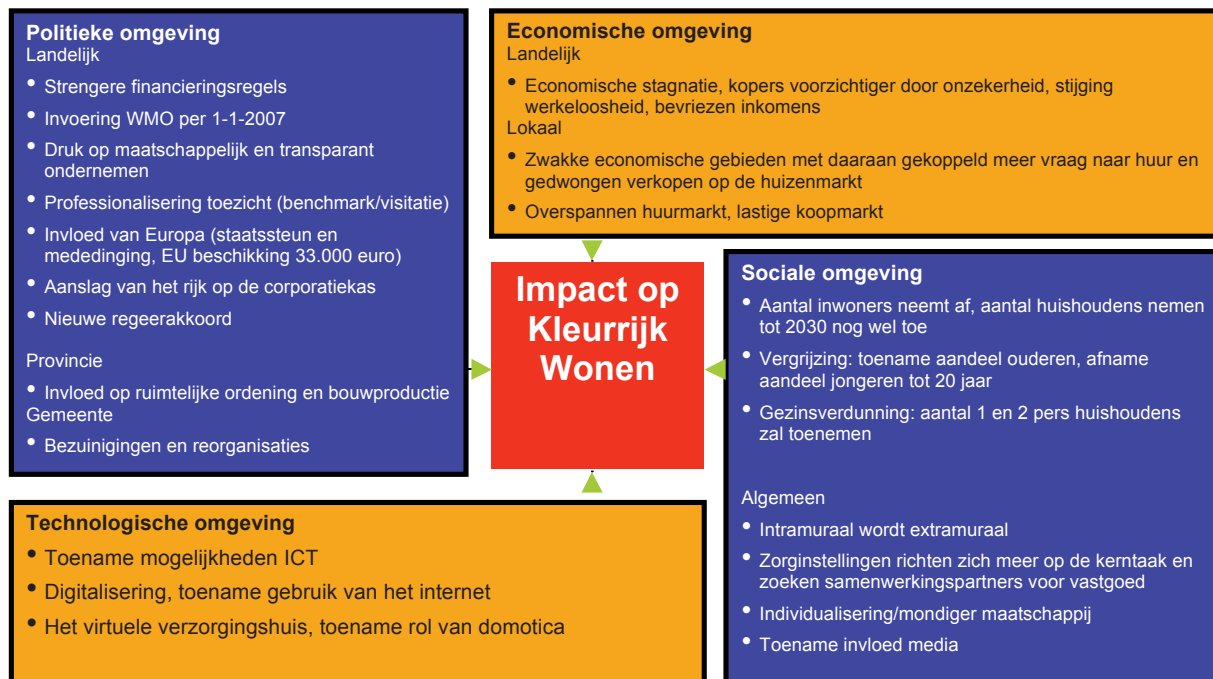 Politieke omgeving
Landelijk
• Strengere financieringsregels
• Invoering WMO per 1-1-2007
• Druk op maatschappelijk en transparant
ondernemen
• Professionalisering toezicht (benchmark/visitatie)
• Invloed van Europa (staatssteun en
mededinging, EU beschikking 33.000 euro)
• Aanslag van het rijk op de corporatiekas
• Nieuwe regeerakkoord
Provincie
• Invloed op ruimtelijke ordening en bouwproductie
Gemeente
• Bezuinigingen en reorganisaties
Economische omgeving
Landelijk
• Economische stagnatie, kopers voorzichtiger door onzekerheid, stijging
werkeloosheid, bevriezen inkomens
Lokaal
• Zwakke economische gebieden met daaraan gekoppeld meer vraag naar huur en
gedwongen verkopen op de huizenmarkt
• Overspannen huurmarkt, lastige koopmarkt
Impact op
Kleurrijk
Wonen
Sociale omgeving
• Aantal inwoners neemt af, aantal huishoudens nemen
tot 2030 nog wel toe
• Vergrijzing: toename aandeel ouderen, afname
aandeel jongeren tot 20 jaar
• Gezinsverdunning: aantal 1 en 2 pers huishoudens
zal toenemen
Algemeen
• Intramuraal wordt extramuraal
• Zorginstellingen richten zich meer op de kerntaak en
zoeken samenwerkingspartners voor vastgoed
• Individualisering/mondiger maatschappij
• Toename invloed media
Technologische omgeving
• Toename mogelijkheden ICT
• Digitalisering, toename gebruik van het internet
• Het virtuele verzorgingshuis, toename rol van domotica